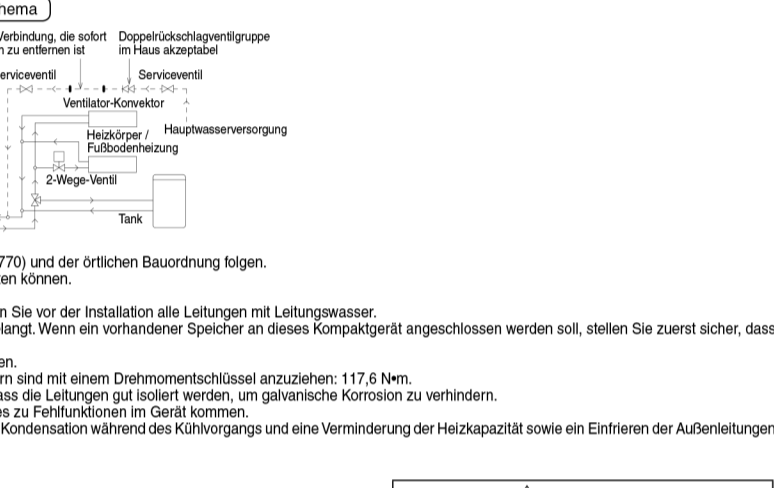 hema
Verbindung, die sofort Doppelrückschlagventilgruppe
zu entfernen ist im Haus akzeptabel
erviceventil Serviceventil
Ventilator-Konvektor
Heizkörper / Hauptwasserversorgung
Fußbodenheizung
2-Wege-Ventil
Tank
770) und der örtlichen Bauordnung folgen.
en können.
n Sie vor der Installation alle Leitungen mit Leitungswasser.
langt. Wenn ein vorhandener Speicher an dieses Kompaktgerät angeschlossen werden soll, stellen Sie zuerst sicher, dass
en.
rn sind mit einem Drehmomentschlüssel anzuziehen: 117,6 N•m.
ass die Leitungen gut isoliert werden, um galvanische Korrosion zu verhindern.
es zu Fehlfunktionen im Gerät kommen.
Kondensation während des Kühlvorgangs und eine Verminderung der Heizkapazität sowie ein Einfrieren der Außenleitungen